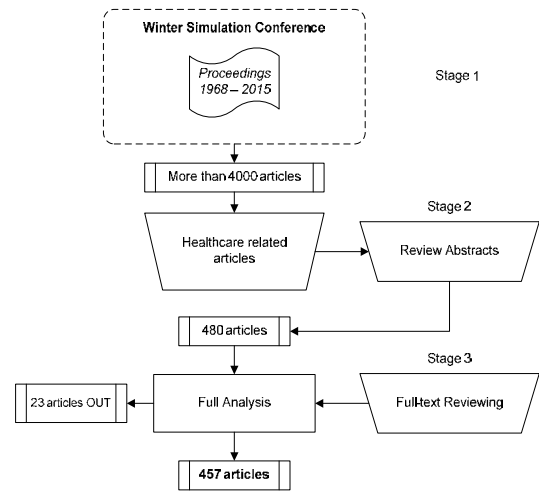 Winter Simulation Conference
Proceedings
1968 – 2015
Stage 1
More than 4000 articles
Stage 2
Healthcare related
articles
Review Abstracts
480 articles
Stage 3
23 articles OUT
Full Analysis
Full-text Reviewing
457 articles